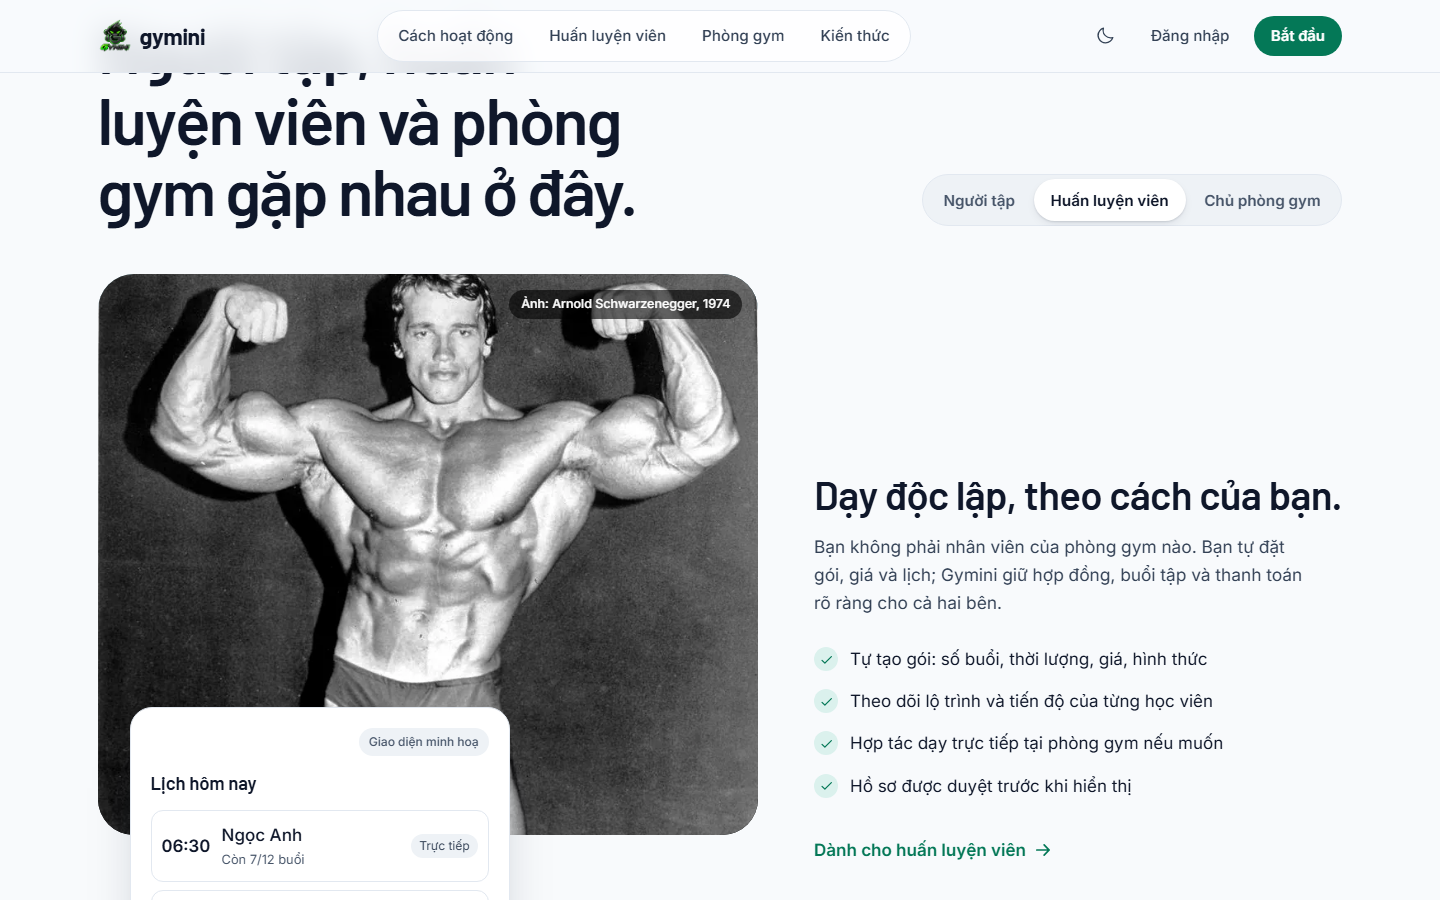 gymini
Cách hoạt động
Huấn luyện viên
Phòng gym
Kiến thức
Đăng nhập
Bắt đầu
luyện viên và phòng
gym gặp nhau ở đây.
Người tập
Huấn luyện viên
Chủ phòng gym
Ảnh: Arnold Schwarzenegger, 1974
Dạy độc lập, theo cách của bạn.
Bạn không phải nhân viên của phòng gym nào. Bạn tự đặt
gói, giá và lịch; Gymini giữ hợp đồng, buổi tập và thanh toán
rõ ràng cho cả hai bên.
Tự tạo gói: số buổi, thời lượng, giá, hình thức
Theo dõi lộ trình và tiến độ của từng học viên
Hợp tác dạy trực tiếp tại phòng gym nếu muốn
Hồ sơ được duyệt trước khi hiển thị
Dành cho huấn luyện viên
Giao diện minh hoạ
Lịch hôm nay
06:30
Ngọc Anh
Còn 7/12 buổi
Trực tiếp